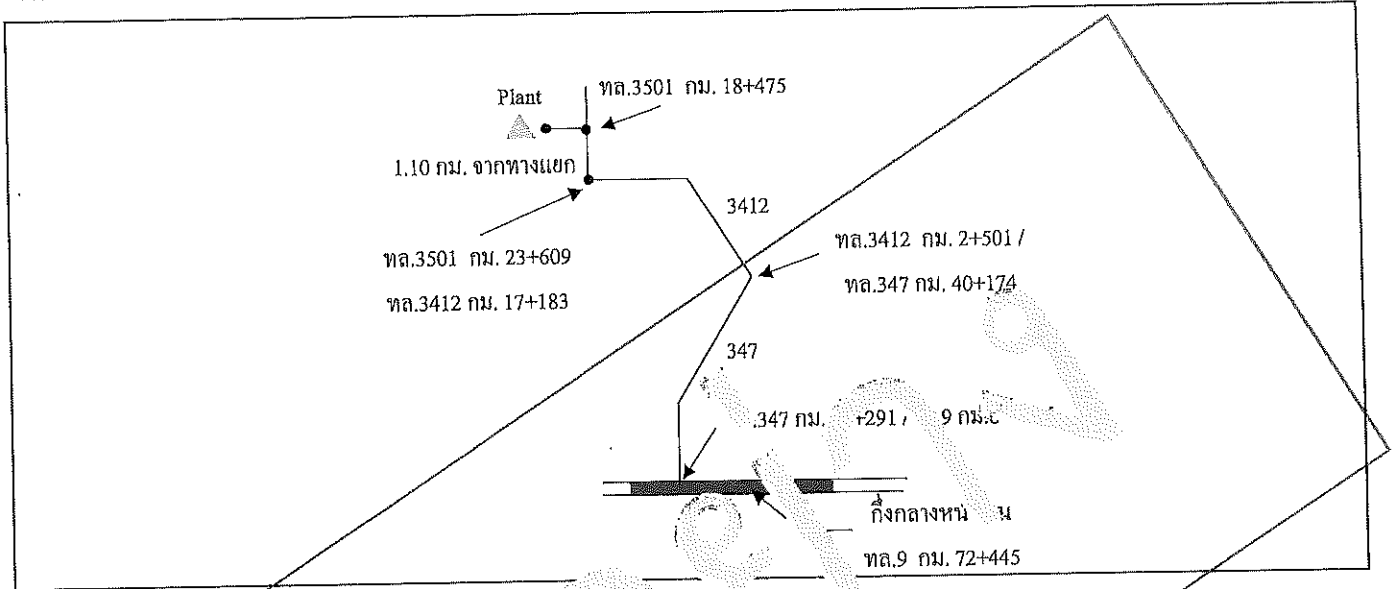 Plant
ทล.3501 กม. 18+475
1.10 กม. จากทางแยก
3412
ทล.3501 กม. 23+609
ทล.3412 กม. 17+183
ทล.3412 กม. 2+501 /
ทล.347 กม. 40+174
347
.347 กม. +291 / 9 กม.
กึ่งกลาง
ทล.9 กม. 72+445